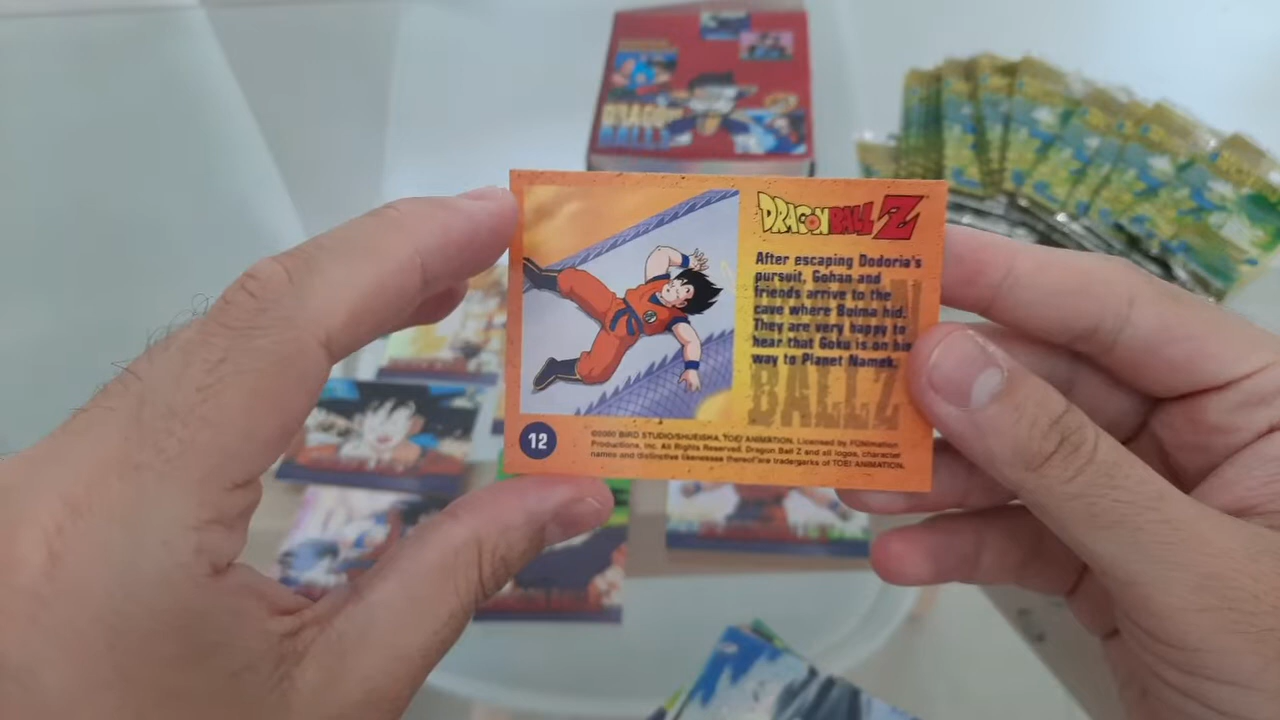 DRAGON BALL Z
After escaping Dodoria's
pursuit, Gohan and
friends arrive to the
cave where Bulma hid.
They are very happy to
hear that Goku is on his
way to Planet Namek.
BALL Z
12
©2000 BIRD STUDIO/SHUEISHA, TOEI ANIMATION. Licensed by FUNimation
Productions, Inc. All Rights Reserved. Dragon Ball Z and all logos, character
names and distinctive likenesses thereof are trademarks of TOEI ANIMATION.
DRAGON
BALL Z